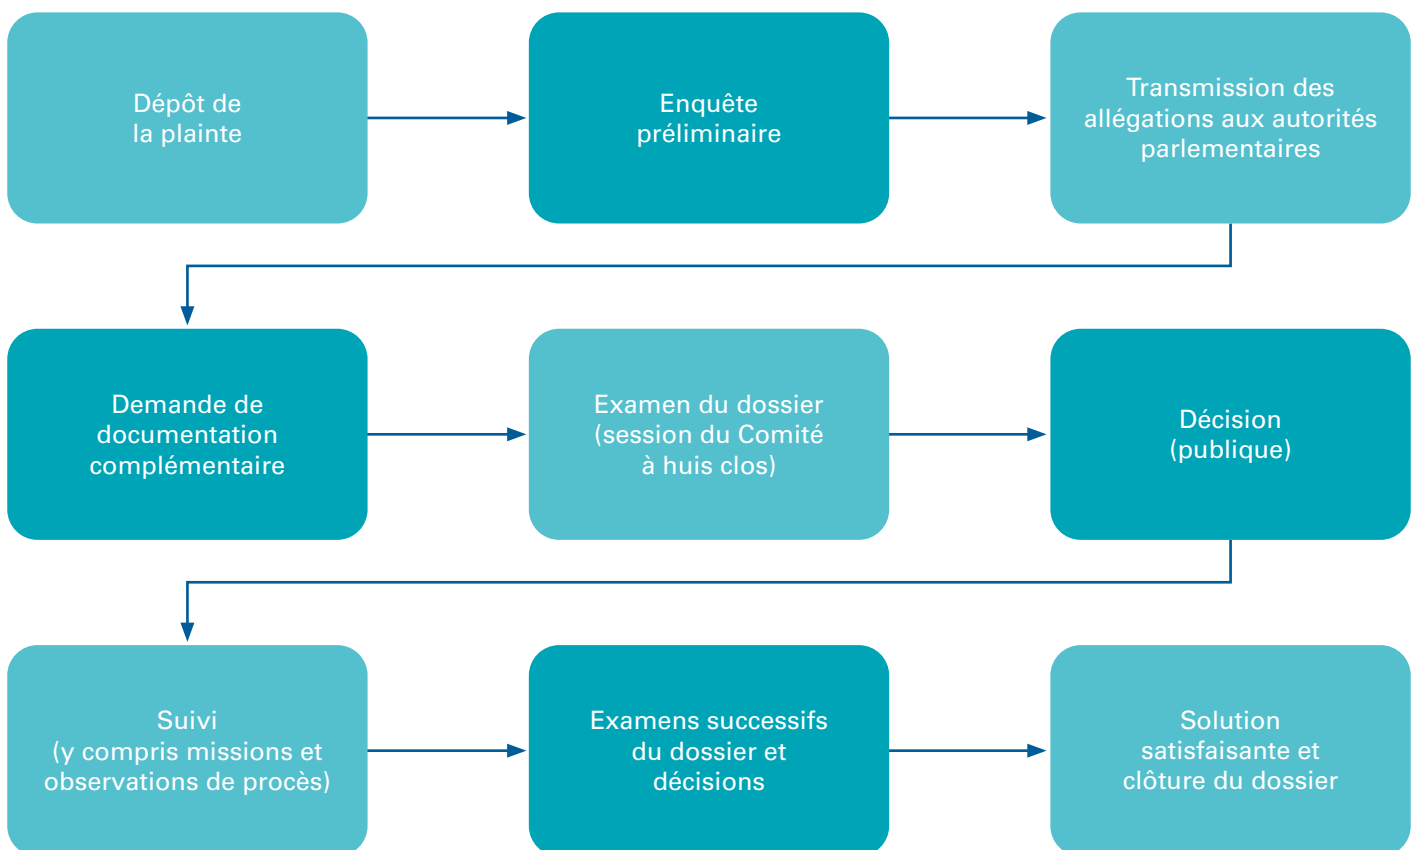 Dépôt de
la plainte
Enquête
préliminaire
Transmission des
allégations aux autorités
parlementaires
Demande de
documentation
complémentaire
Examen du dossier
(session du Comité
à huis clos)
Décision
(publique)
Suivi
(y compris missions et
observations de procès)
Examens successifs
du dossier et
décisions
Solution
satisfaisante et
clôture du dossier